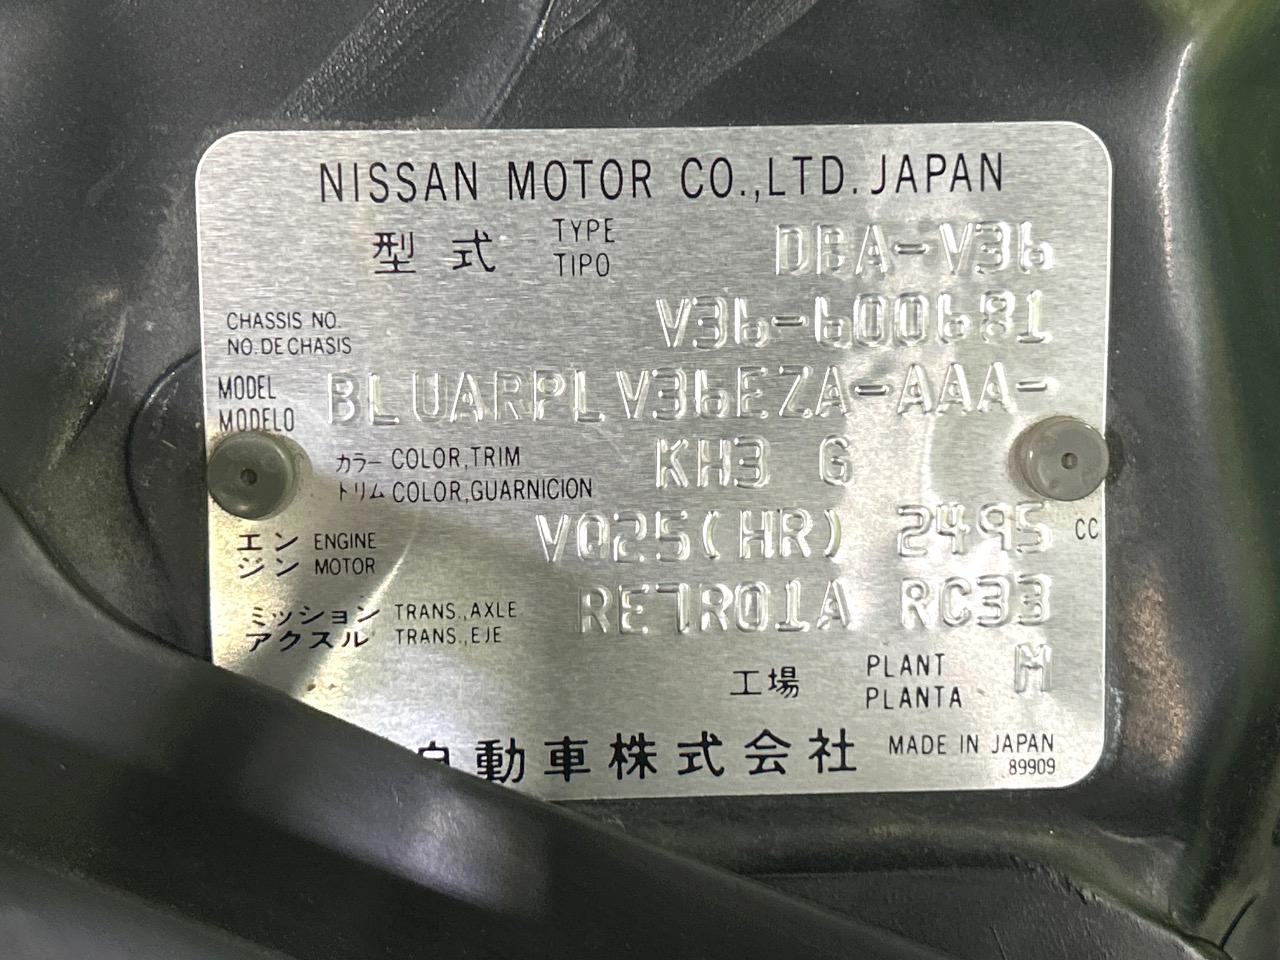 NISSAN MOTOR CO.,LTD. JAPAN
型式 TYPE TIPO DBA-V36
CHASSIS NO. NO. DE CHASIS V36-600681
MODEL MODELO BLUARPLV36EZA-AAA-
カラー COLOR,TRIM KH3 G
トリム COLOR,GUARNICION
エンジン ENGINE MOTOR VQ25(HR) 2495 CC
ミッション TRANS.,AXLE RE7R01A RC33
アクスル TRANS.,EJE
工場 PLANT PLANTA M
自動車株式会社 MADE IN JAPAN
89909